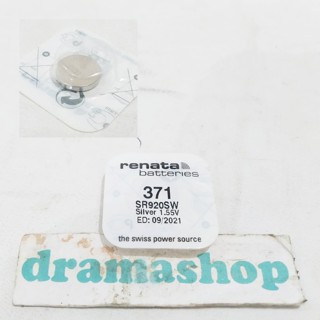 renata
batteries
371
SR920SW
Silver 1.55V
ED: 09/2021
the swiss power source
dramashop